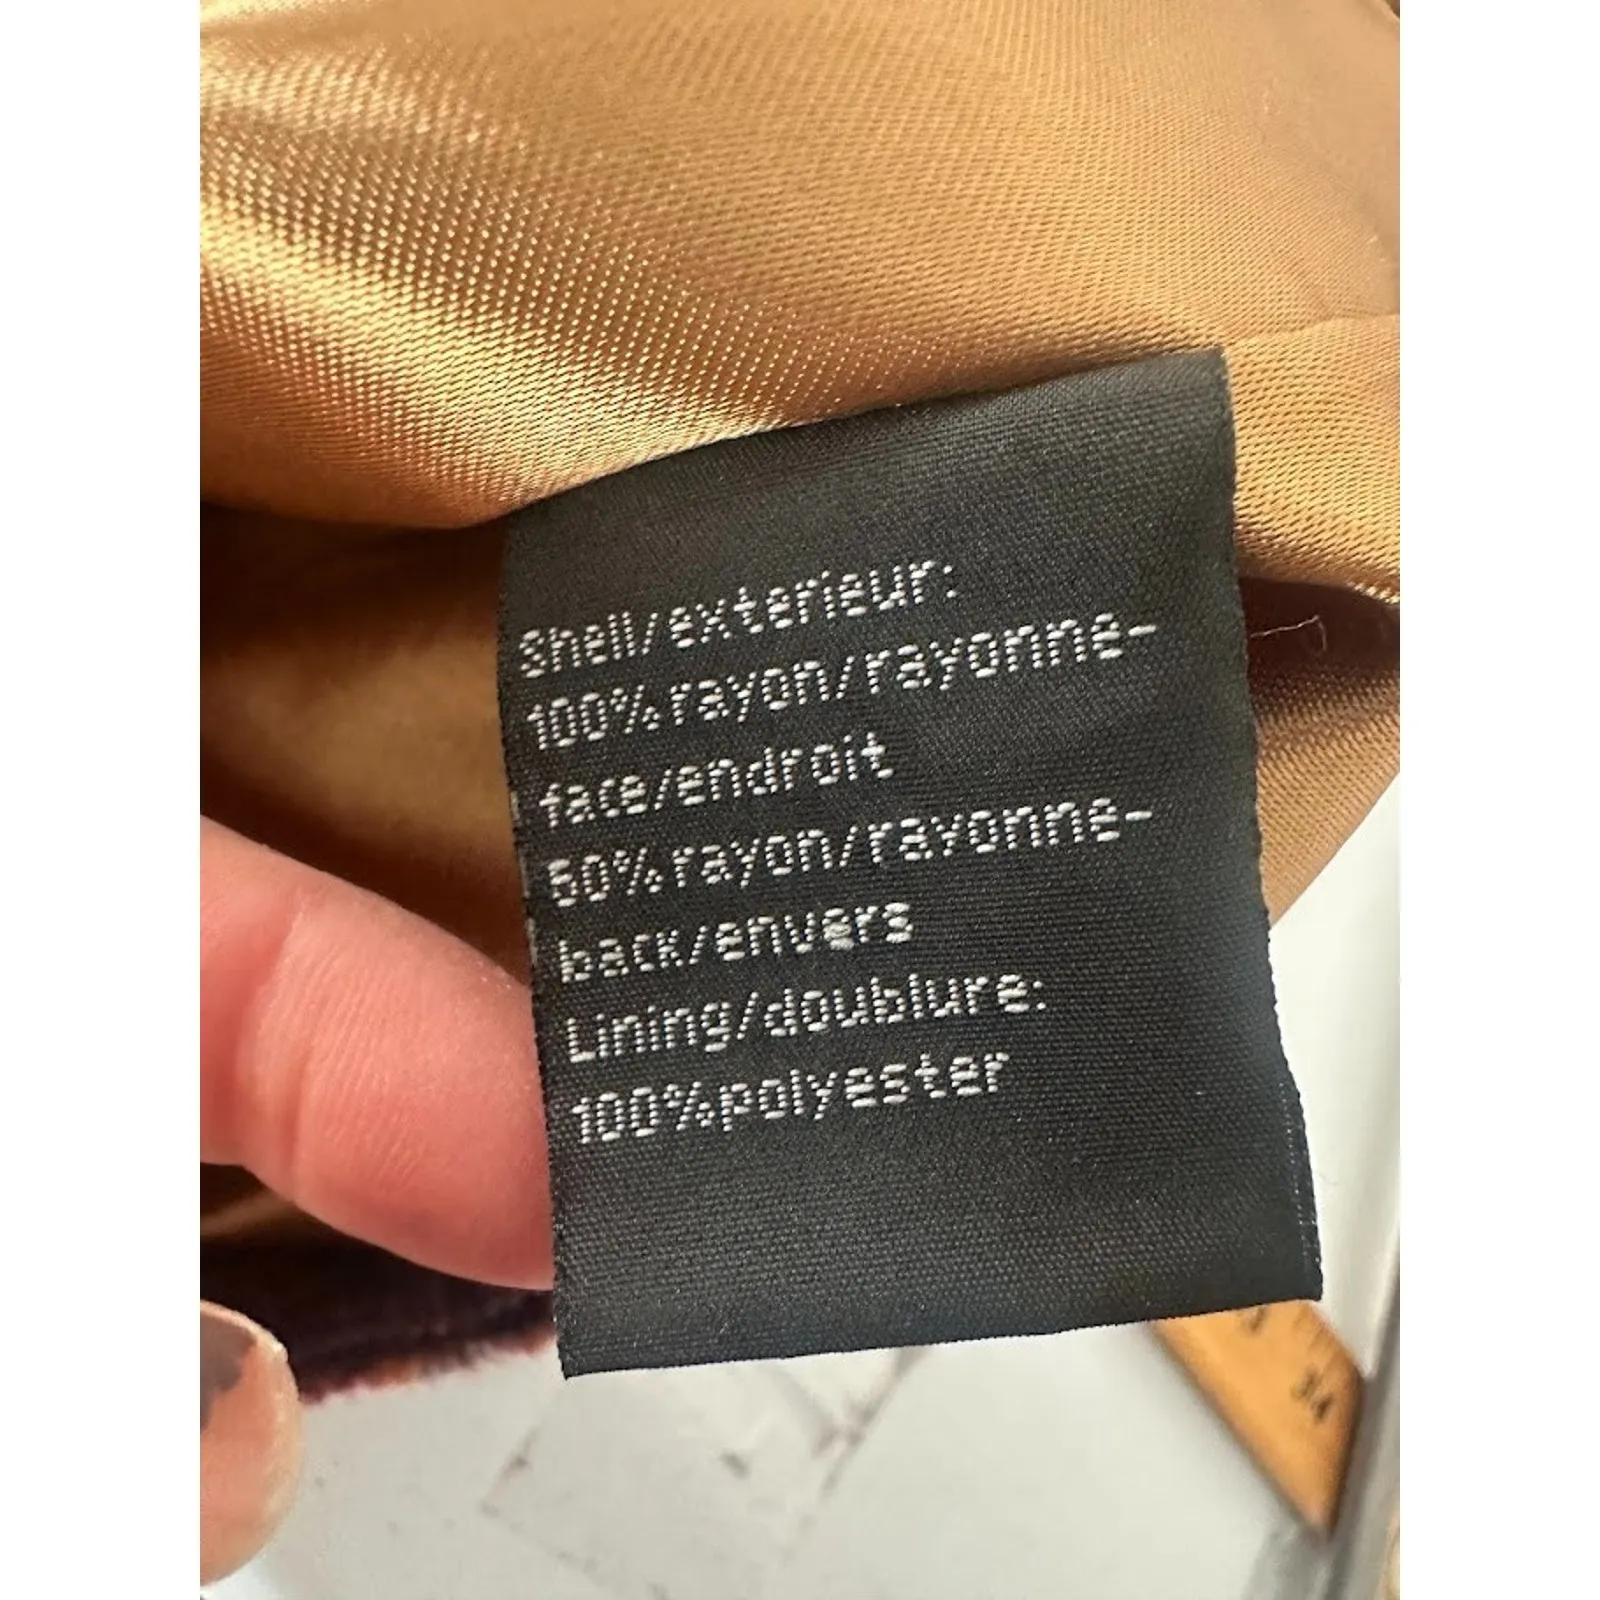 Shell/exterieur:
100% rayon/rayonne-
face/endroit
50% rayon/rayonne-
back/envers
Lining/doublure:
100% polyester